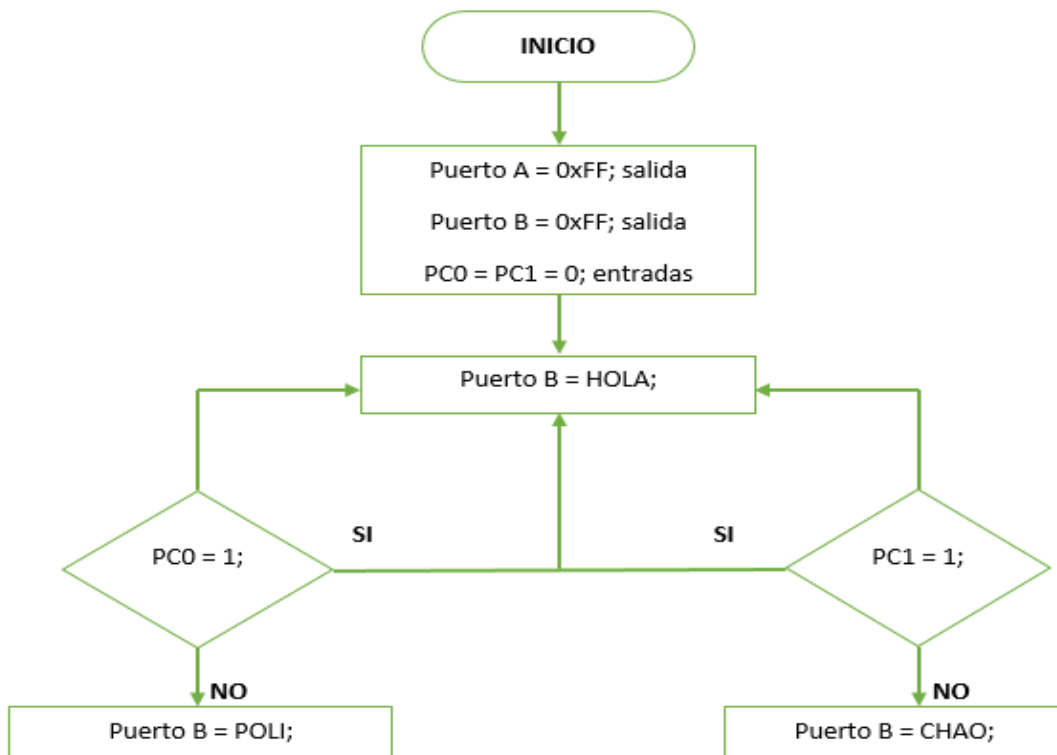 INICIO
Puerto A = 0xFF; salida
Puerto B = 0xFF; salida
PC0 = PC1 = 0; entradas
Puerto B = HOLA;
SI
SI
PC0 = 1;
PC1 = 1;
NO
NO
Puerto B = POLI;
Puerto B = CHAO;